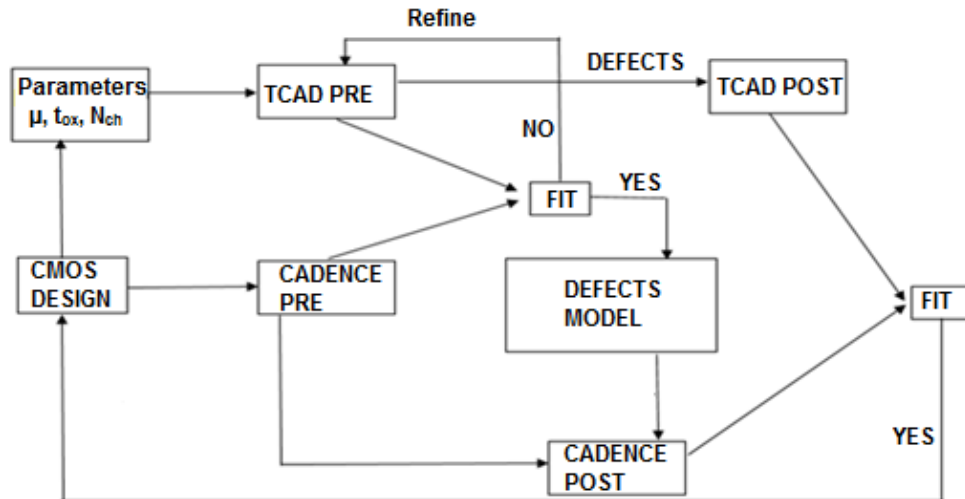 Refine
Parameters
μ, tox, Nch
TCAD PRE
DEFECTS
TCAD POST
NO
FIT
YES
CMOS
DESIGN
CADENCE
PRE
DEFECTS
MODEL
FIT
YES
CADENCE
POST